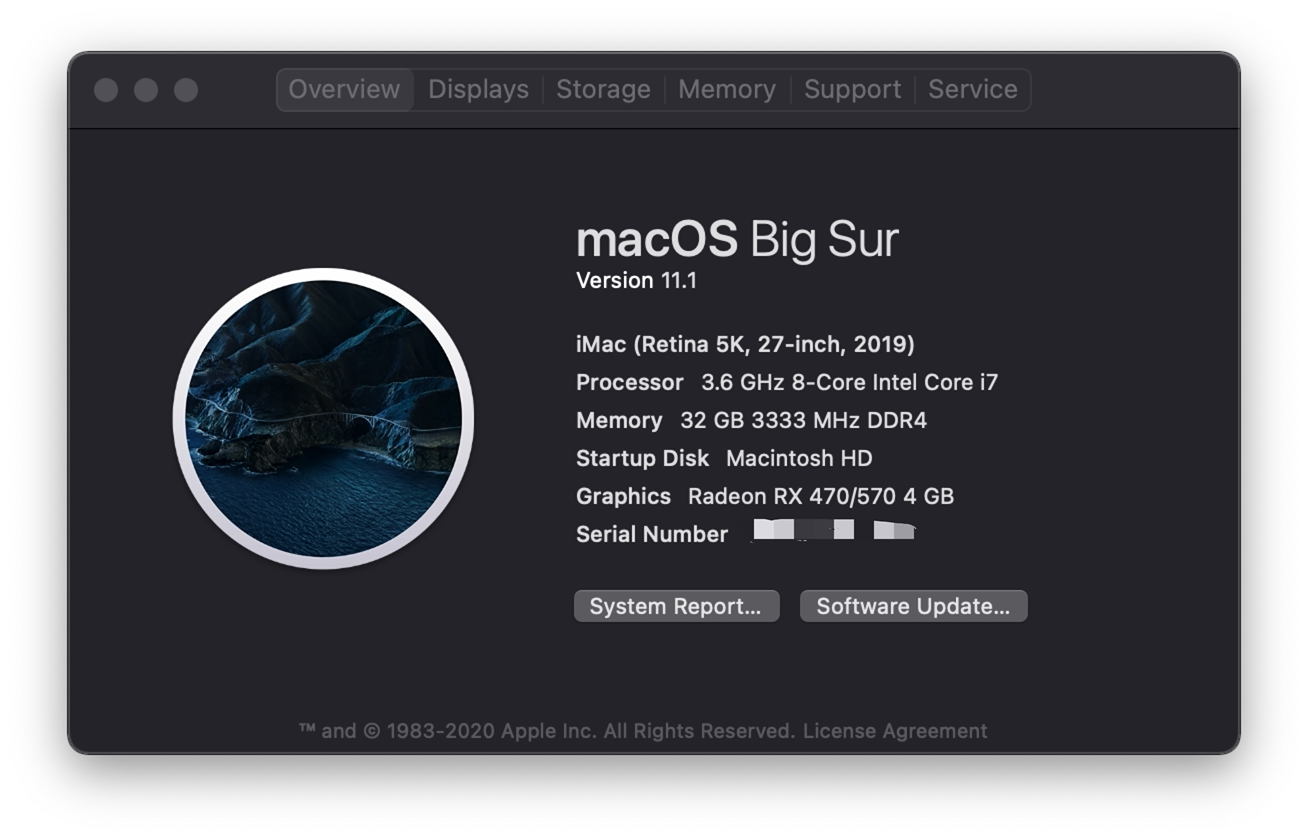 Overview Displays Storage Memory Support Service
macOS Big Sur
Version 11.1
iMac (Retina 5K, 27-inch, 2019)
Processor 3.6 GHz 8-Core Intel Core i7
Memory 32 GB 3333 MHz DDR4
Startup Disk Macintosh HD
Graphics Radeon RX 470/570 4 GB
Serial Number
System Report... Software Update...
™ and © 1983-2020 Apple Inc. All Rights Reserved. License Agreement